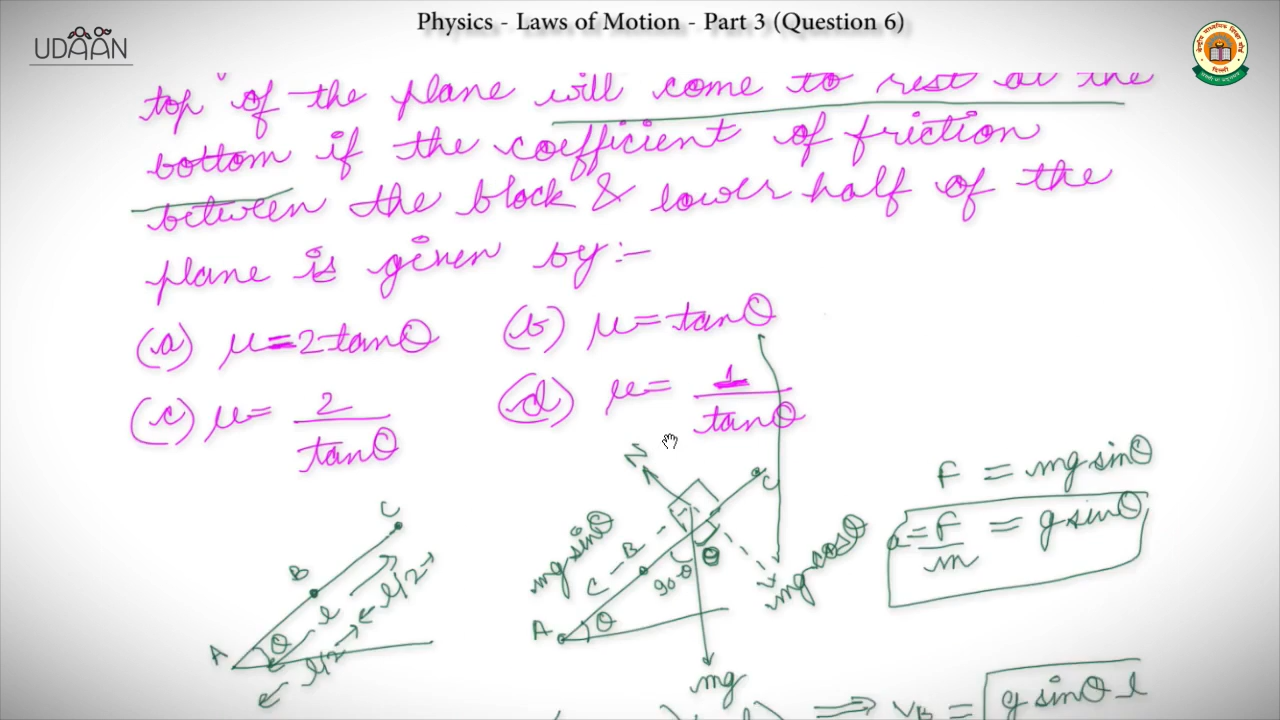 Physics - Laws of Motion - Part 3 (Question 6)
UDAAN
top of the plane will come to rest at the
bottom if the coefficient of friction
between the block & lower half of the
plane is given by:-
(a) μ=2tanθ (b) μ=tanθ
(c) μ= 2/tanθ (d) μ= 1/tanθ
A θ B C l l/2 l/2
N C mg sinθ B C A θ 90-θ θ mg cosθ mg
F = mg sinθ
a = F/m = g sinθ
⇒ VB = g sinθ l